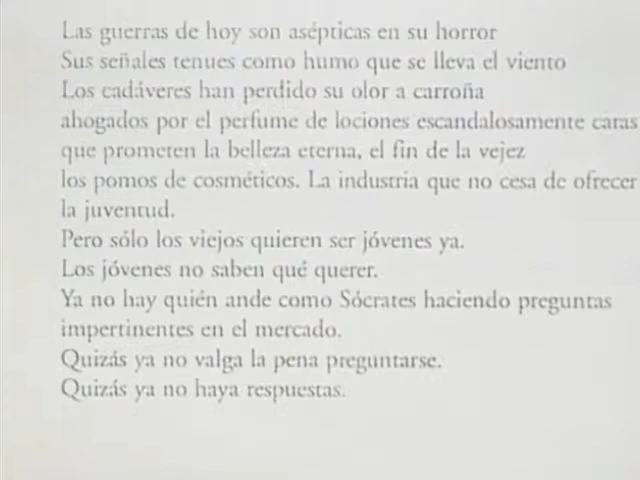 Las guerras de hoy son asépticas en su horror
Sus señales tenues como humo que se lleva el viento
Los cadáveres han perdido su olor a carroña
ahogados por el perfume de lociones escandalosamente caras
que prometen la belleza eterna, el fin de la vejez
los pomos de cosméticos. La industria que no cesa de ofrecer
la juventud.
Pero sólo los viejos quieren ser jóvenes ya.
Los jóvenes no saben qué querer.
Ya no hay quién ande como Sócrates haciendo preguntas
impertinentes en el mercado.
Quizás ya no valga la pena preguntarse.
Quizás ya no haya respuestas.